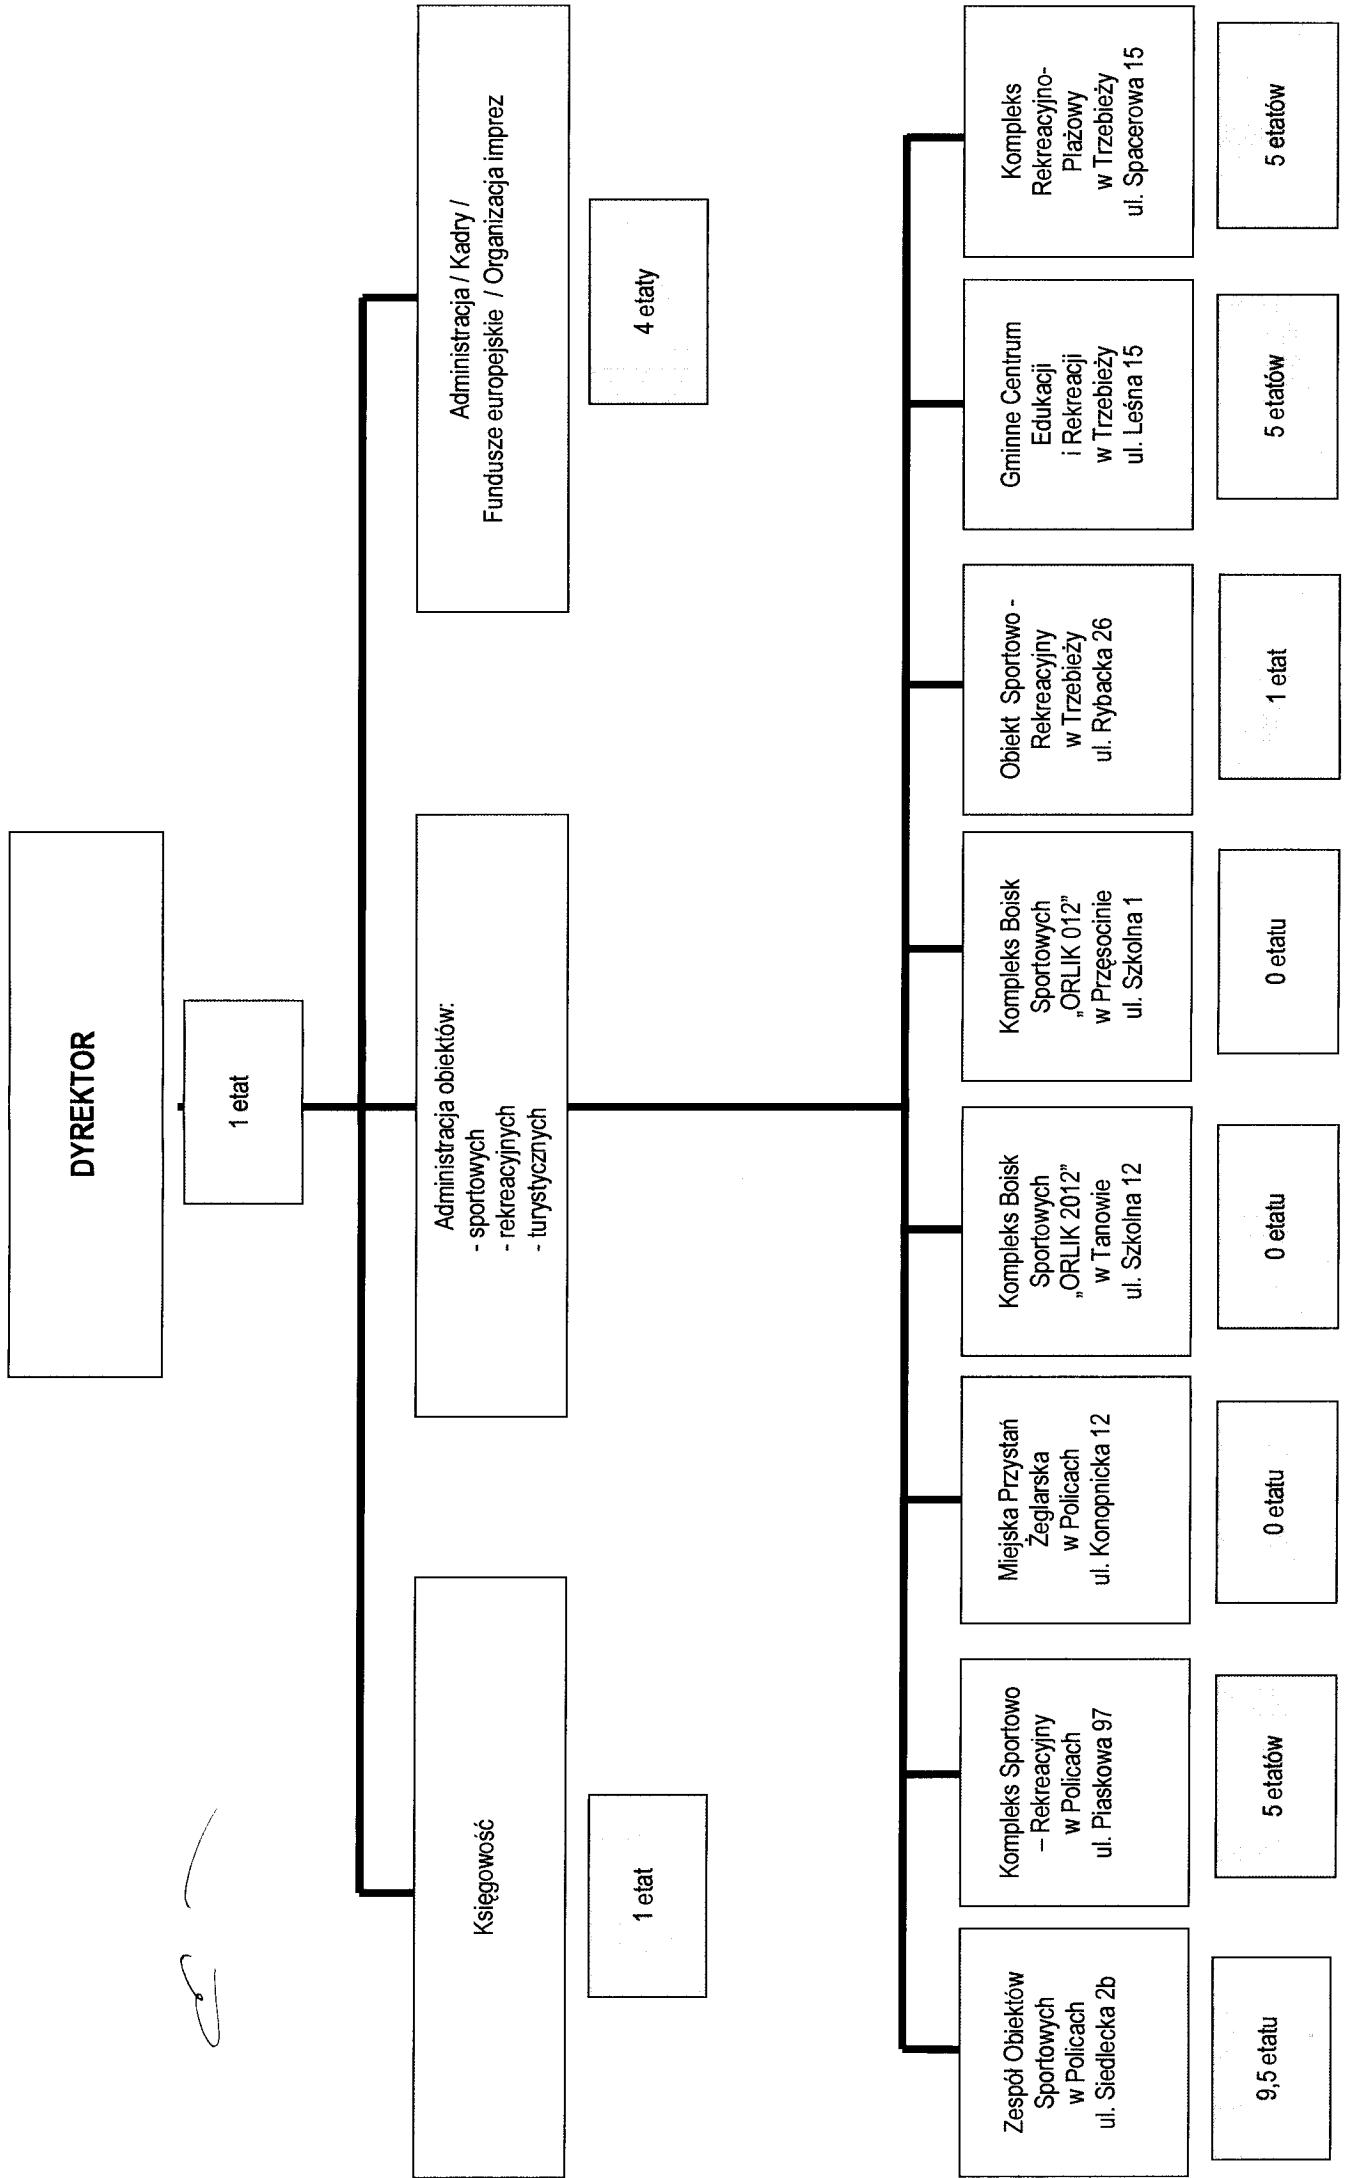 DYREKTOR
1 etat
Księgowość
1 etat
Administracja obiektów:
- sportowych
- rekreacyjnych
- turystycznych
Administracja / Kadry /
Fundusze europejskie / Organizacja imprez
4 etaty
Zespół Obiektów
Sportowych
w Policach
ul. Siedlecka 2b
9,5 etatu
Kompleks Sportowo
– Rekreacyjny
w Policach
ul. Piaskowa 97
5 etatów
Miejska Przystań
Żeglarska
w Policach
ul. Konopnicka 12
0 etatu
Kompleks Boisk
Sportowych
„ORLIK 2012”
w Tanowie
ul. Szkolna 12
0 etatu
Kompleks Boisk
Sportowych
„ORLIK 012”
w Przęsocinie
ul. Szkolna 1
0 etatu
Obiekt Sportowo -
Rekreacyjny
w Trzebieży
ul. Rybacka 26
1 etat
Gminne Centrum
Edukacji
i Rekreacji
w Trzebieży
ul. Leśna 15
5 etatów
Kompleks
Rekreacyjno-
Plażowy
w Trzebieży
ul. Spacerowa 15
5 etatów